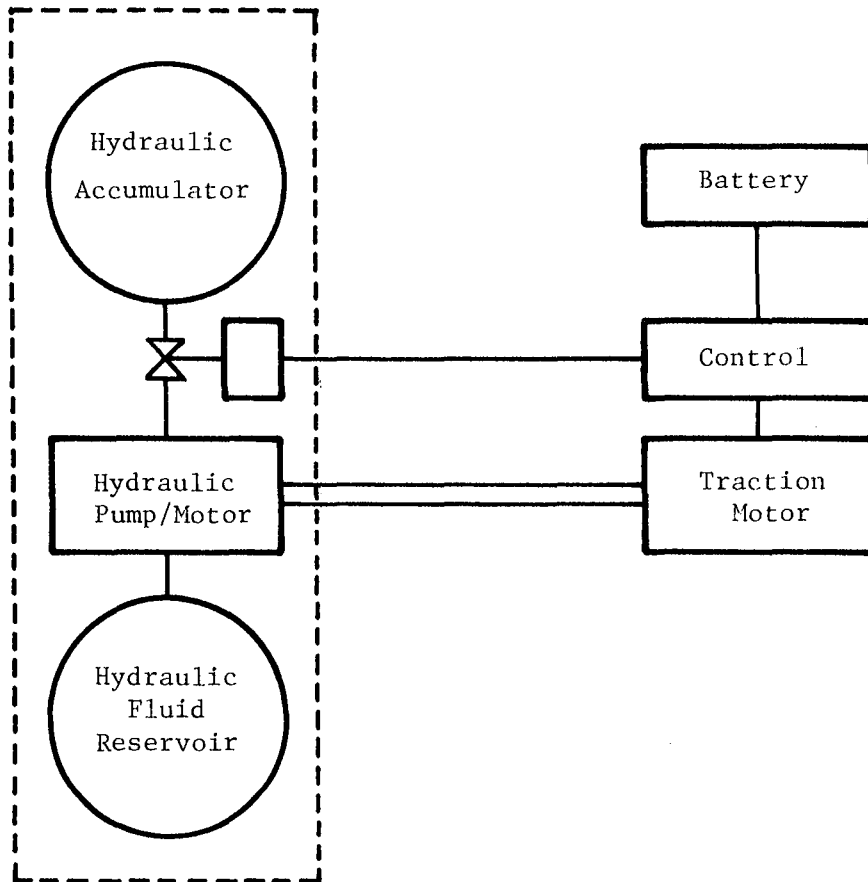 Hydraulic
Accumulator
Battery
Control
Hydraulic
Pump/Motor
Traction
Motor
Hydraulic
Fluid
Reservoir